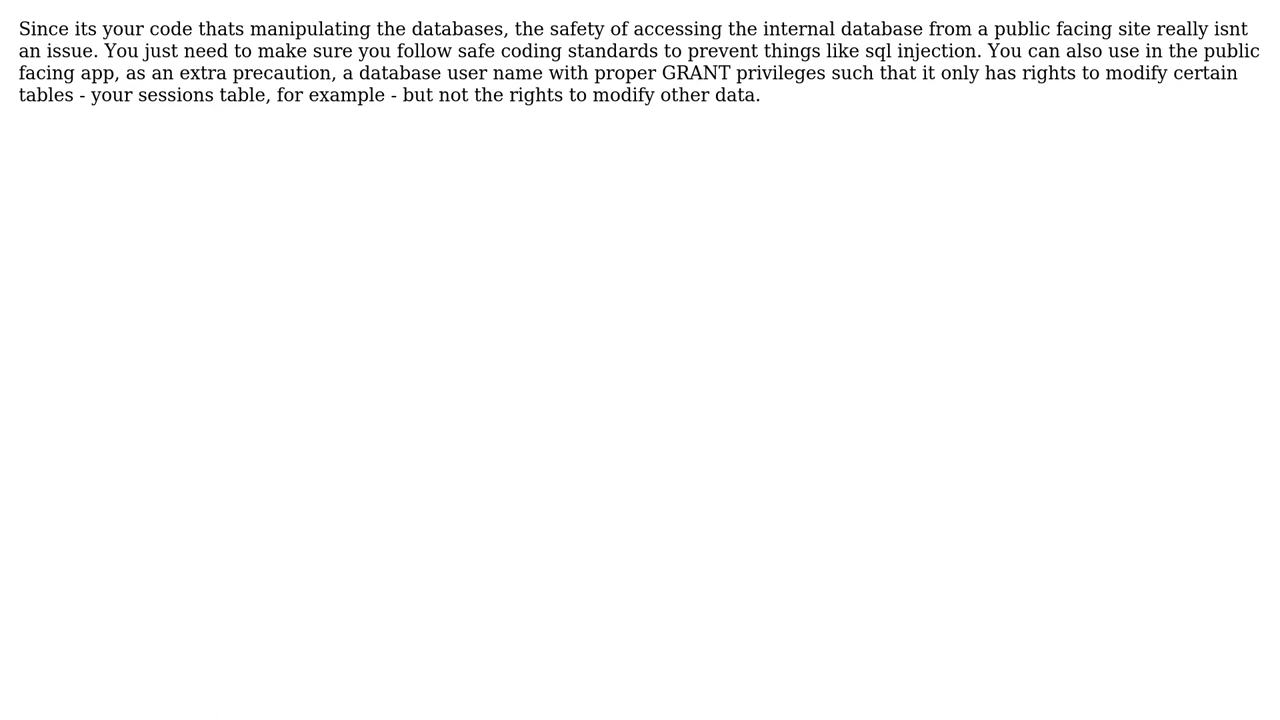 Since its your code thats manipulating the databases, the safety of accessing the internal database from a public facing site really isnt
an issue. You just need to make sure you follow safe coding standards to prevent things like sql injection. You can also use in the public
facing app, as an extra precaution, a database user name with proper GRANT privileges such that it only has rights to modify certain
tables - your sessions table, for example - but not the rights to modify other data.